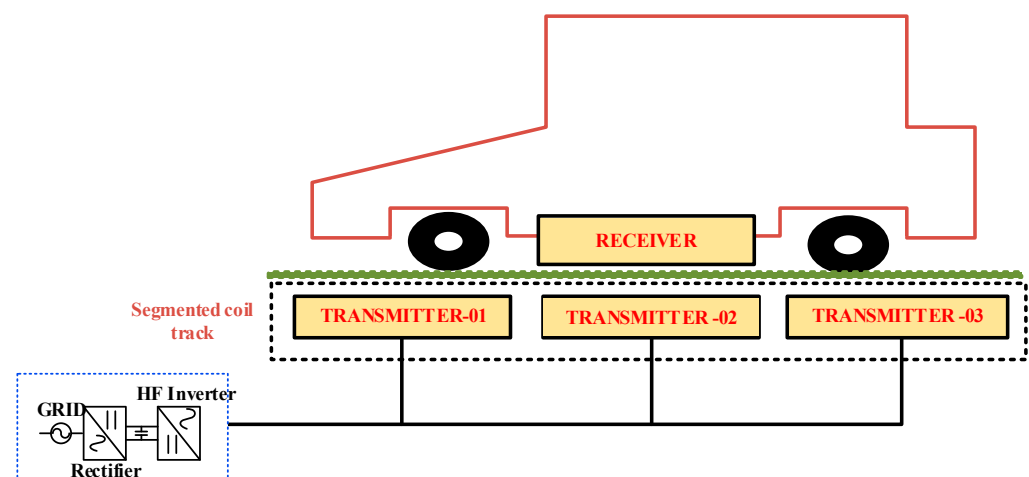 RECEIVER
TRANSMITTER-01
TRANSMITTER -02
TRANSMITTER -03
Segmented coil
track
HF Inverter
GRID
Rectifier